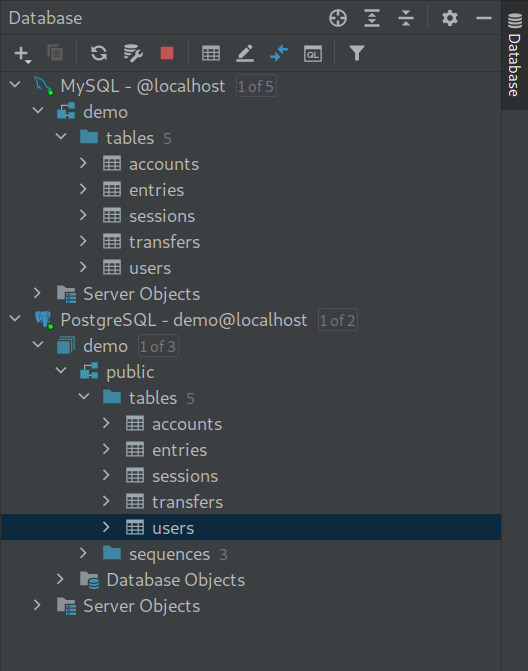 Database
Database
QL
MySQL - @localhost 1 of 5
demo
tables 5
accounts
entries
sessions
transfers
users
Server Objects
PostgreSQL - demo@localhost 1 of 2
demo 1 of 3
public
tables 5
accounts
entries
sessions
transfers
users
sequences 3
Database Objects
Server Objects